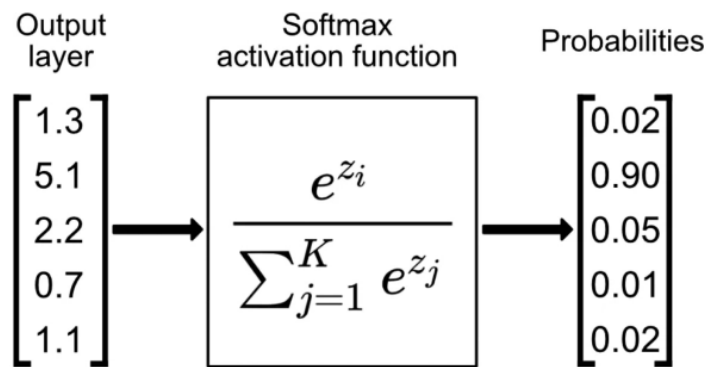 Output
layer
Softmax
activation function
Probabilities
1.3
5.1
2.2
0.7
1.1
e^{z_i}
∑_{j=1}^{K} e^{z_j}
0.02
0.90
0.05
0.01
0.02